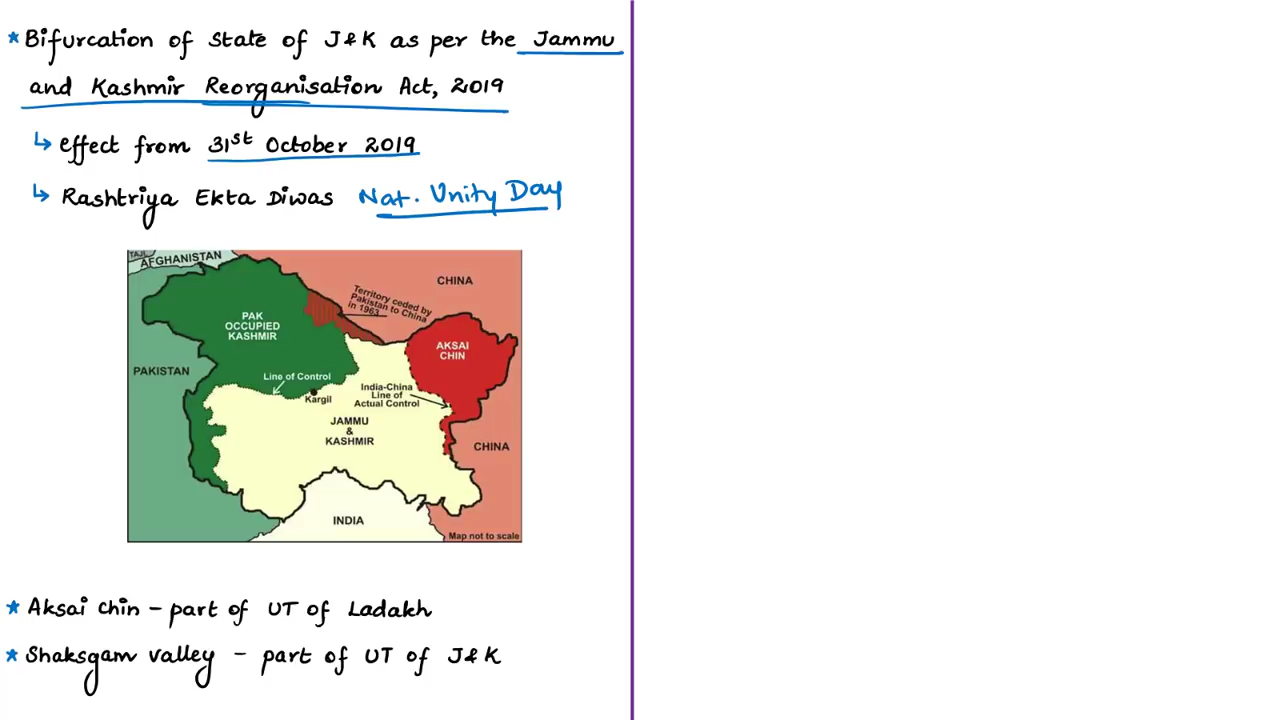 * Bifurcation of state of J&K as per the Jammu
and Kashmir Reorganisation Act, 2019
↳ effect from 31st October 2019
↳ Rashtriya Ekta Diwas Nat. Unity Day
TAJ.
AFGHANISTAN
CHINA
Territory ceded by
Pakistan to China
in 1963
PAK
OCCUPIED
KASHMIR
AKSAI
CHIN
PAKISTAN
Line of Control
Kargil
India-China
Line of
Actual Control
JAMMU
&
KASHMIR
CHINA
INDIA
Map not to scale
* Aksai chin – part of UT of Ladakh
* Shaksgam valley – part of UT of J&K